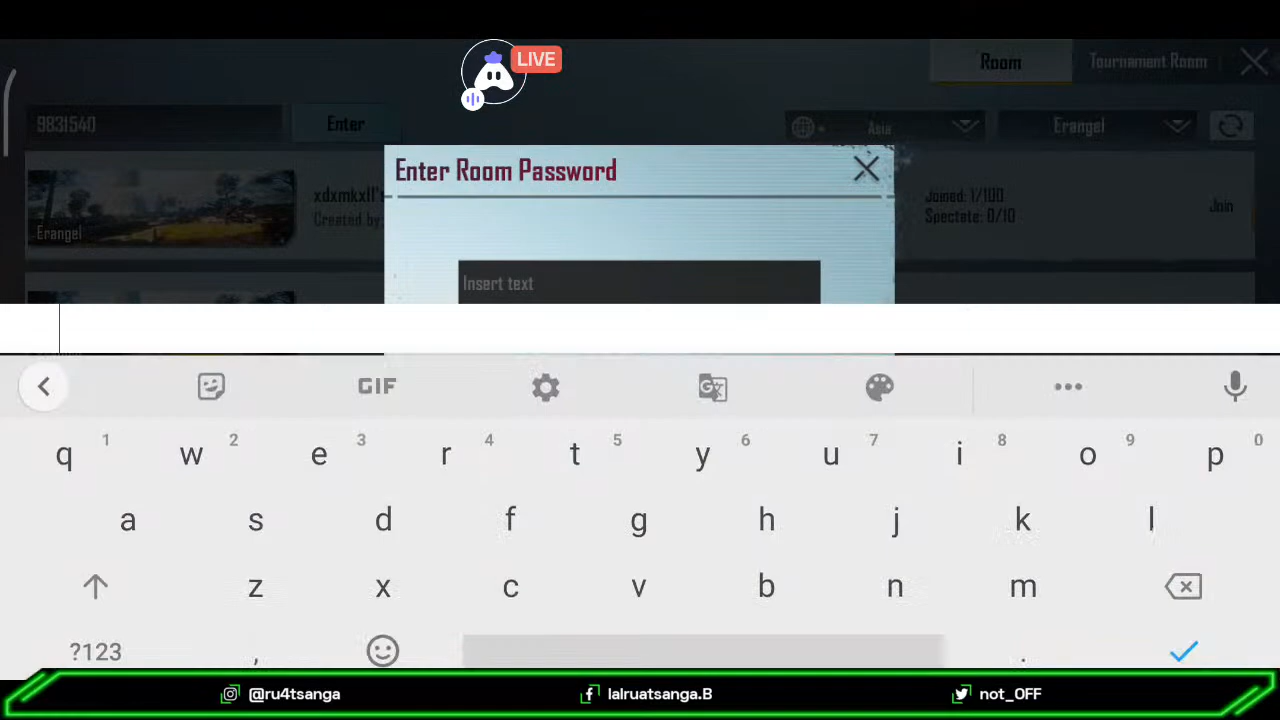 LIVE
Room
Tournament Room
9831540
Enter
Asia
Erangel
Enter Room Password
xdxmkxll's
Created by:
Joined: 1/100
Spectate: 0/10
Join
Erangel
Insert text
GIF
q 1 w 2 e 3 r 4 t 5 y 6 u 7 i 8 o 9 p 0
a s d f g h j k l
z x c v b n m
?123 , .
@ru4tsanga
lalruatsanga.B
not_OFF